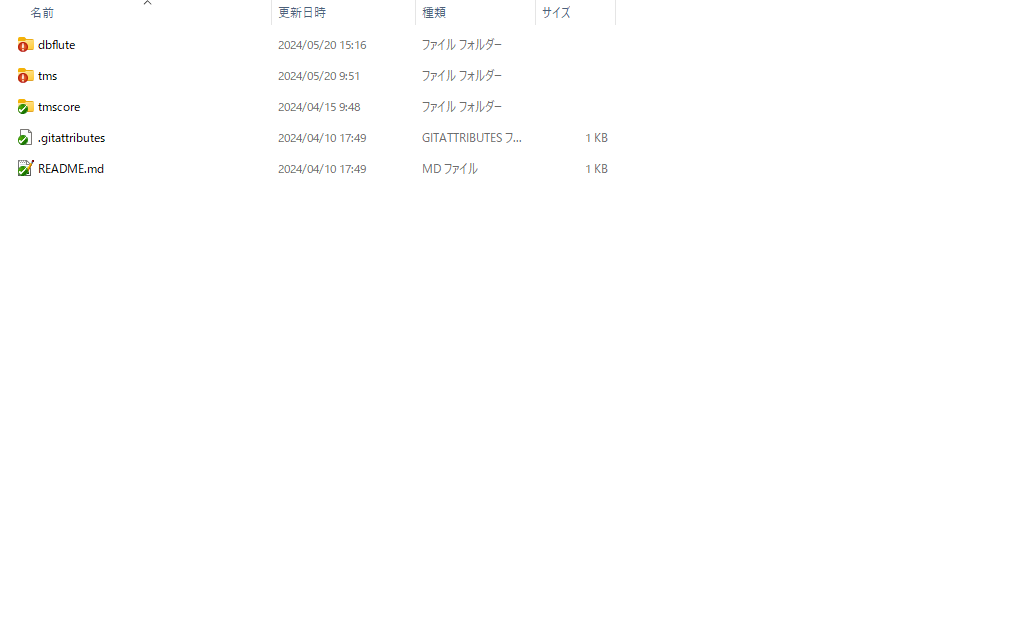 名前 更新日時 種類 サイズ
dbflute 2024/05/20 15:16 ファイル フォルダー
tms 2024/05/20 9:51 ファイル フォルダー
tmscore 2024/04/15 9:48 ファイル フォルダー
.gitattributes 2024/04/10 17:49 GITATTRIBUTES フ... 1 KB
README.md 2024/04/10 17:49 MD ファイル 1 KB